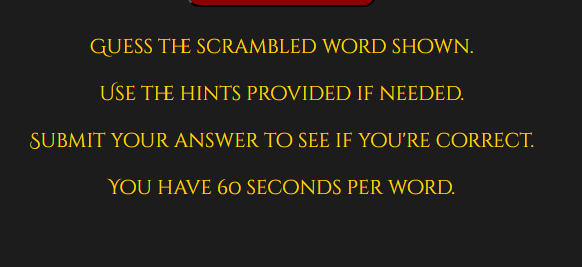 Guess the scrambled word shown.
Use the hints provided if needed.
Submit your answer to see if you're correct.
You have 60 seconds per word.